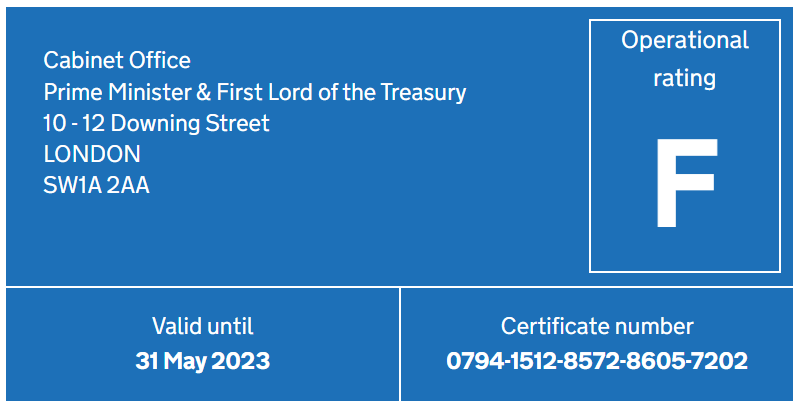 Cabinet Office
Prime Minister & First Lord of the Treasury
10 - 12 Downing Street
LONDON
SW1A 2AA
Operational
rating
F
Valid until
31 May 2023
Certificate number
0794-1512-8572-8605-7202